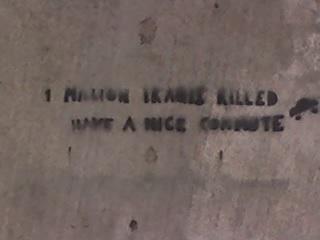 1 MILLION IRAQIS KILLED
HAVE A NICE COMMUTE